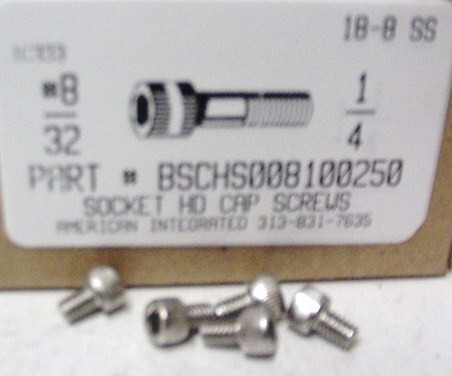 18-8 SS
#8
32
1
4
PART # BSCHS008100250
SOCKET HD CAP SCREWS
AMERICAN INTEGRATED 313-831-7635